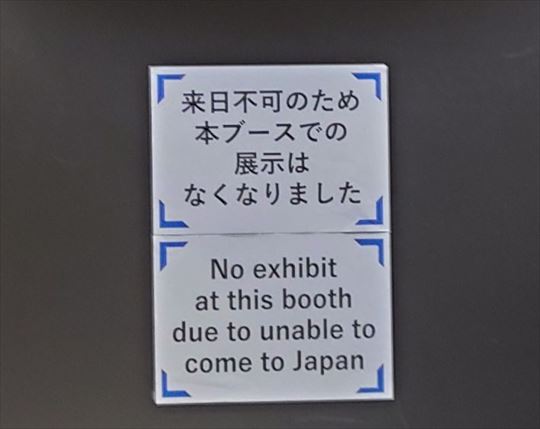 来日不可のため
本ブースでの
展示は
なくなりました
No exhibit
at this booth
due to unable to
come to Japan